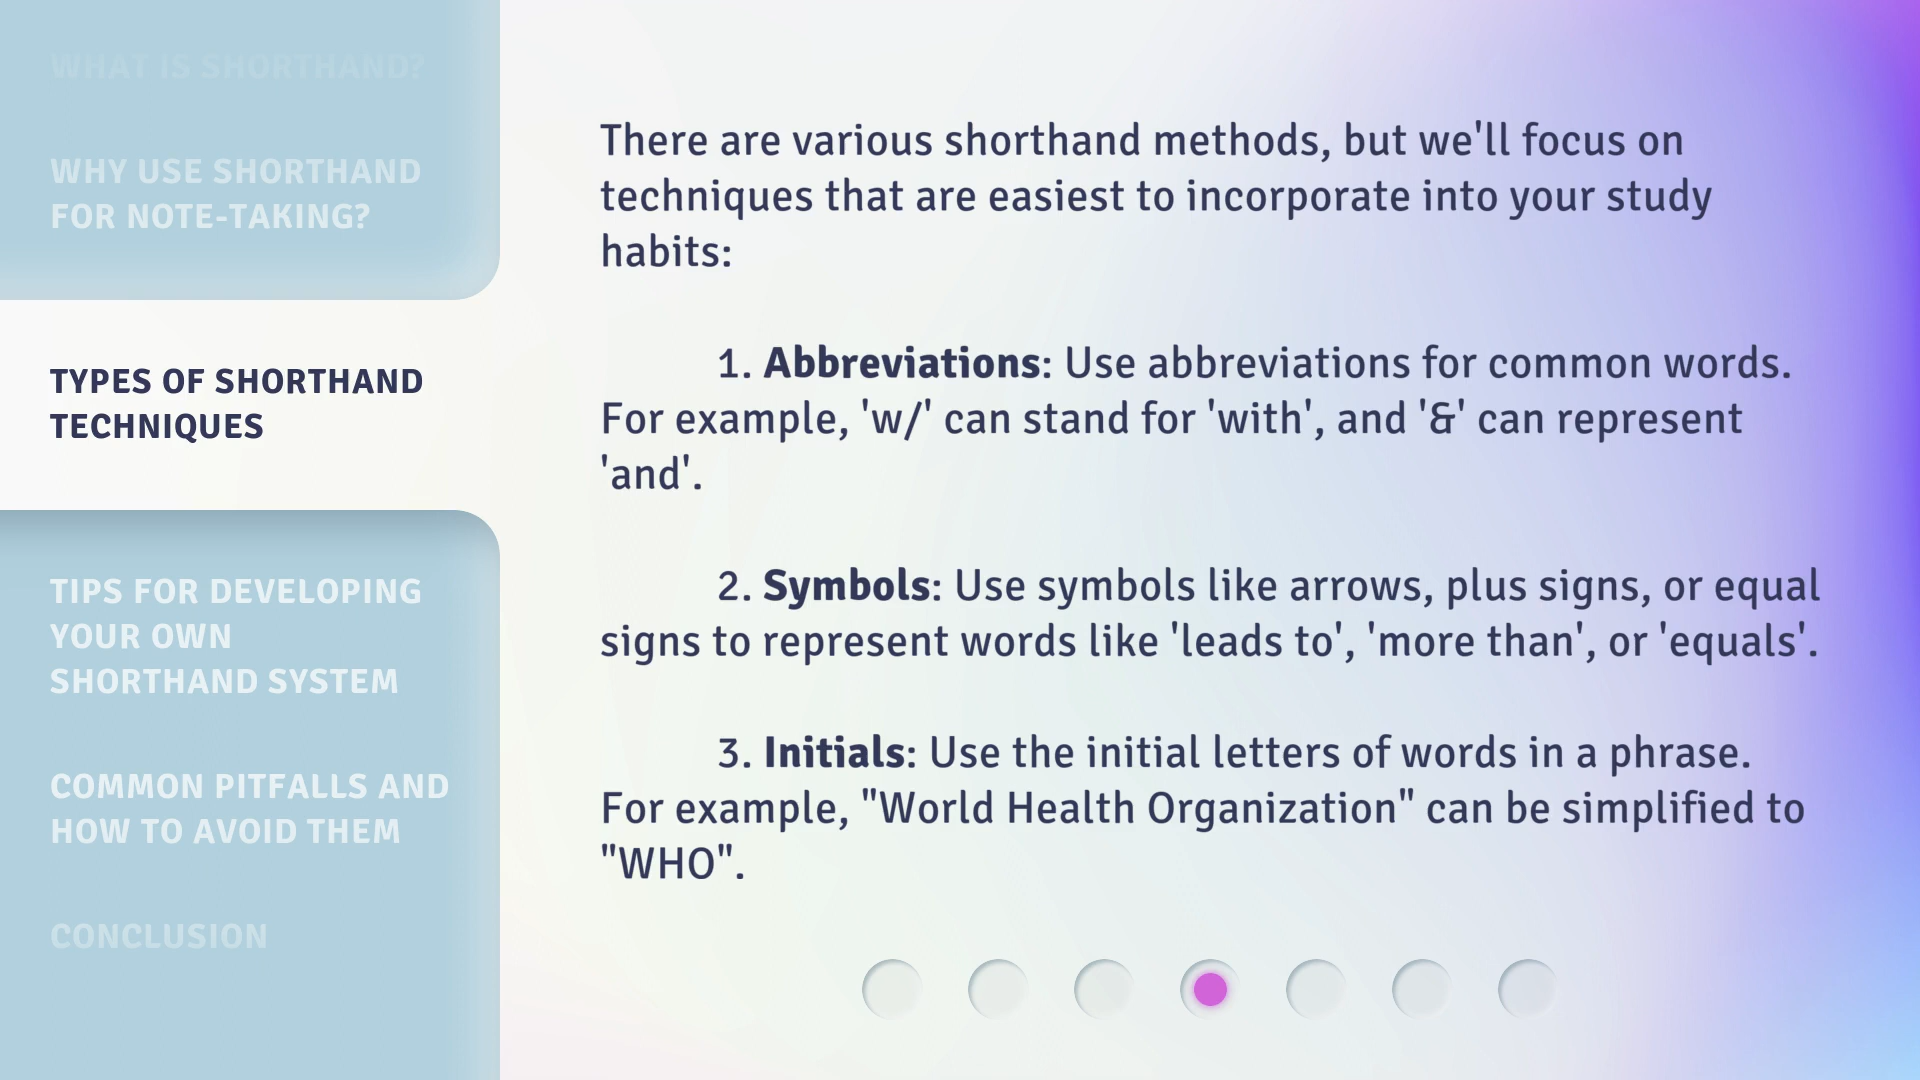 WHAT IS SHORTHAND?
WHY USE SHORTHAND
FOR NOTE-TAKING?
TYPES OF SHORTHAND
TECHNIQUES
TIPS FOR DEVELOPING
YOUR OWN
SHORTHAND SYSTEM
COMMON PITFALLS AND
HOW TO AVOID THEM
CONCLUSION
There are various shorthand methods, but we'll focus on
techniques that are easiest to incorporate into your study
habits:
1. Abbreviations: Use abbreviations for common words.
For example, 'w/' can stand for 'with', and '&' can represent
'and'.
2. Symbols: Use symbols like arrows, plus signs, or equal
signs to represent words like 'leads to', 'more than', or 'equals'.
3. Initials: Use the initial letters of words in a phrase.
For example, "World Health Organization" can be simplified to
"WHO".